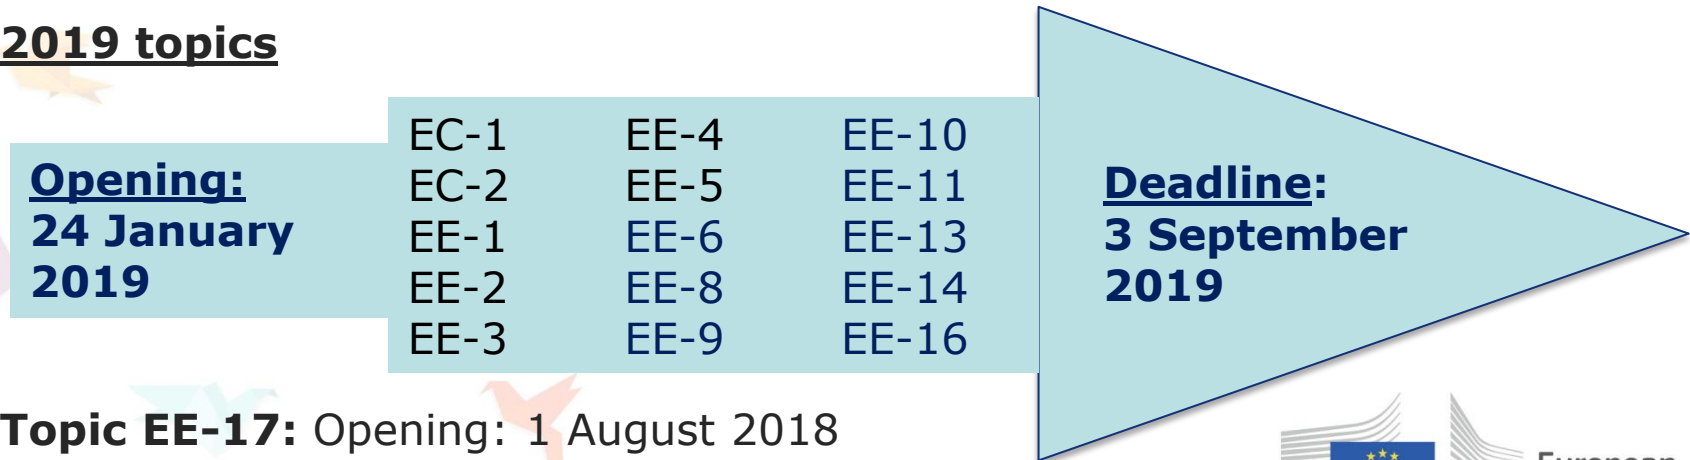 2019 topics
Opening:
24 January
2019
EC-1 EE-4 EE-10
EC-2 EE-5 EE-11
EE-1 EE-6 EE-13
EE-2 EE-8 EE-14
EE-3 EE-9 EE-16
Deadline:
3 September
2019
Topic EE-17: Opening: 1 August 2018
European